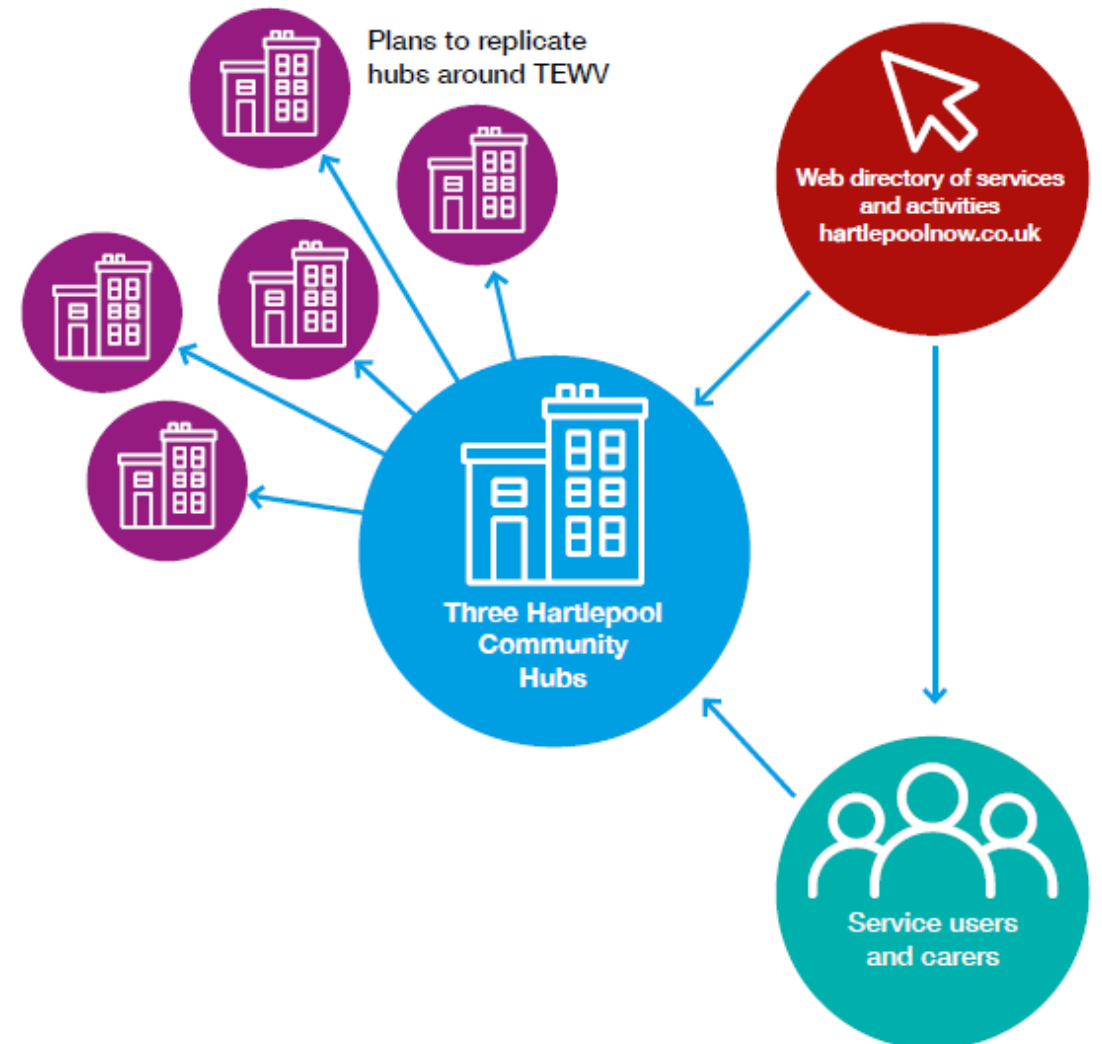 Plans to replicate
hubs around TEWV
Web directory of services
and activities
hartlepoolnow.co.uk
Three Hartlepool
Community
Hubs
Service users
and carers